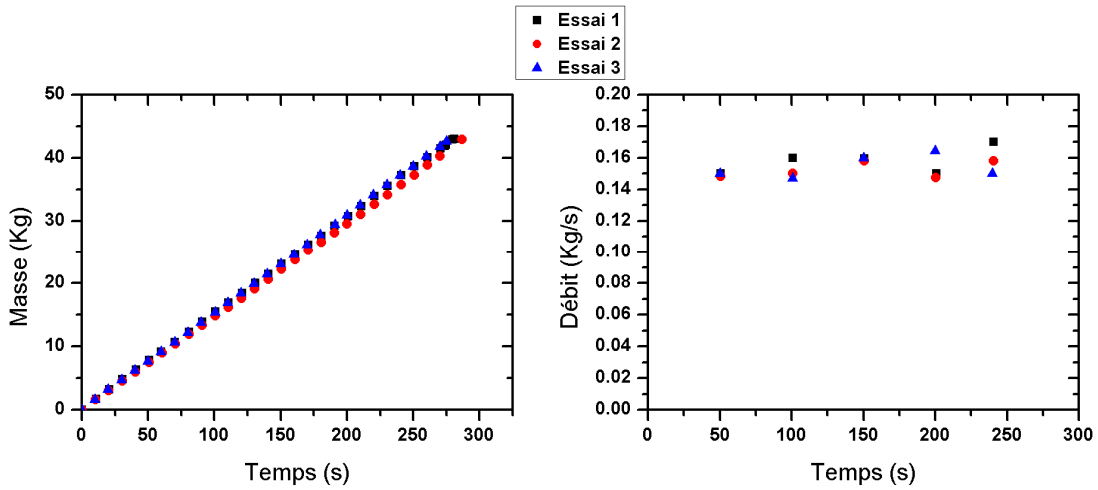 Essai 1
Essai 2
Essai 3
50
40
30
20
10
0
Masse (Kg)
0 50 100 150 200 250 300
Temps (s)
0.20
0.18
0.16
0.14
0.12
0.10
0.08
0.06
0.04
0.02
0.00
Débit (Kg/s)
0 50 100 150 200 250 300
Temps (s)